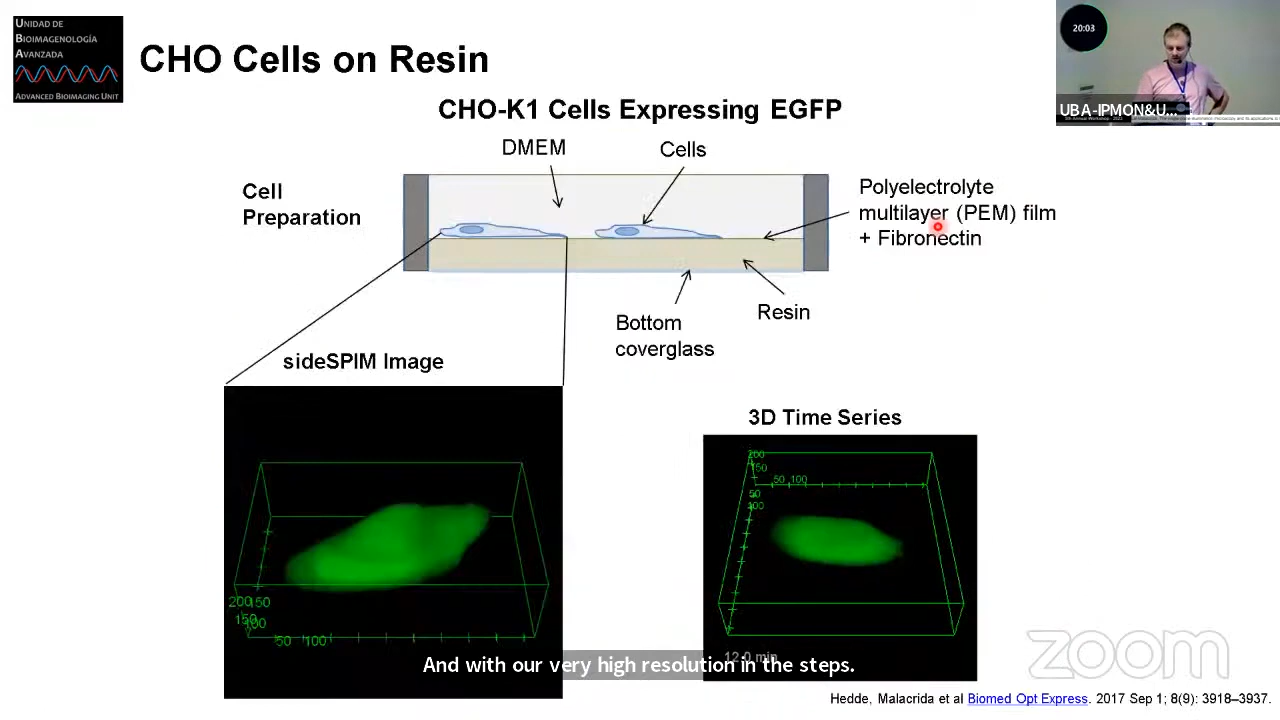 UNIDAD DE
BIOIMAGENOLOGÍA
AVANZADA
ADVANCED BIOIMAGING UNIT
CHO Cells on Resin
20:03
UBA-IPMON&U...
CHO-K1 Cells Expressing EGFP
DMEM
Cells
Cell
Preparation
Polyelectrolyte
multilayer (PEM) film
+ Fibronectin
Resin
Bottom
coverglass
sideSPIM Image
3D Time Series
200
150
50 100
50
100
200 150
150
100
50 100
12.0 min
And with our very high resolution in the steps.
zoom
Hedde, Malacrida et al Biomed Opt Express. 2017 Sep 1; 8(9): 3918–3937.